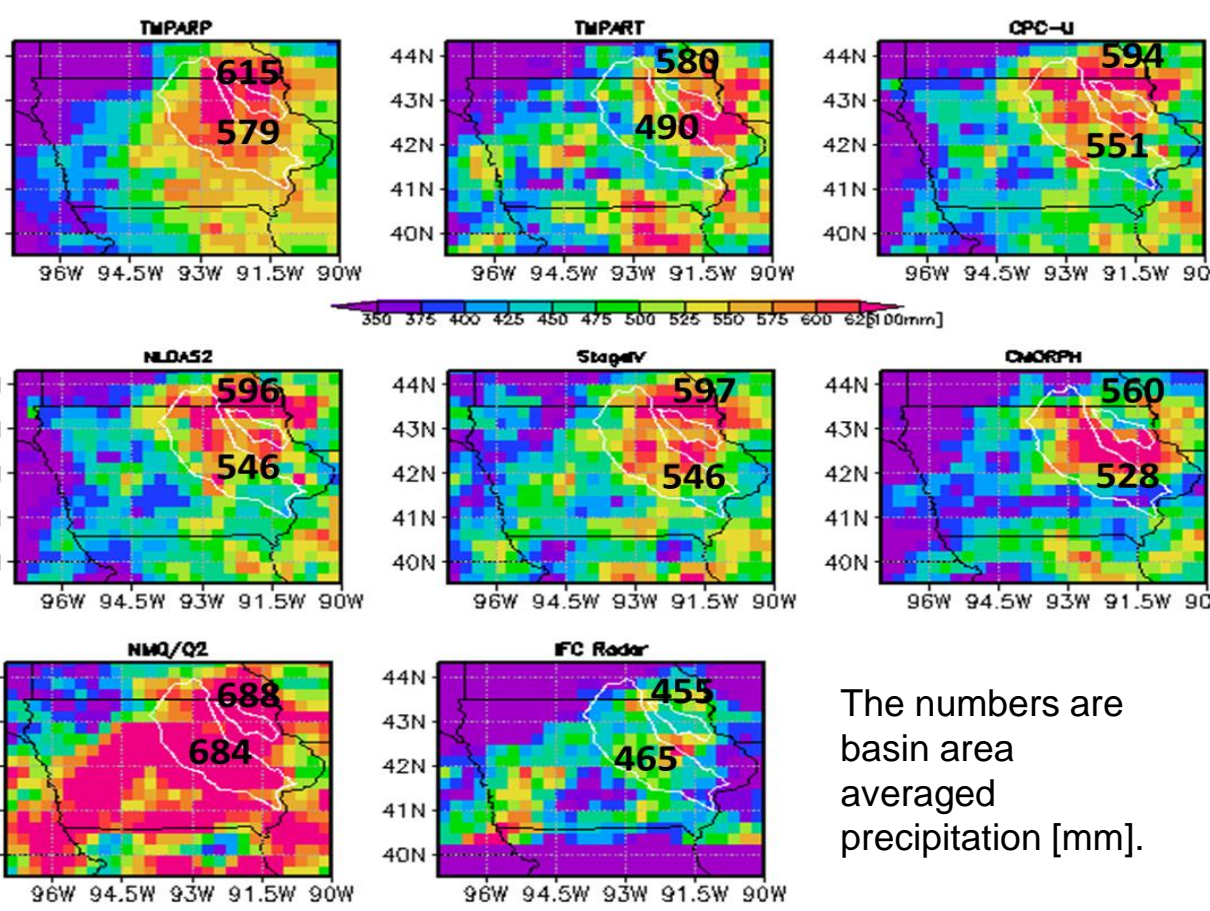 TMPARP TMPART CPC-U
44N 44N
43N 43N
42N 42N
41N 41N
40N 40N
615 580 594
579 490 551
96W 94.5W 93W 91.5W 90W 96W 94.5W 93W 91.5W 90W 96W 94.5W 93W 91.5W 90
350 375 400 425 450 475 500 525 550 575 600 625[100mm]
NLDAS2 StageIV CMORPH
44N 44N
43N 43N
42N 42N
41N 41N
40N 40N
596 597 560
546 546 528
96W 94.5W 93W 91.5W 90W 96W 94.5W 93W 91.5W 90W 96W 94.5W 93W 91.5W 90
NMQ/Q2 IFC Radar
44N
43N
42N
41N
40N
688 455
684 465
96W 94.5W 93W 91.5W 90W 96W 94.5W 93W 91.5W 90W
The numbers are
basin area
averaged
precipitation [mm].